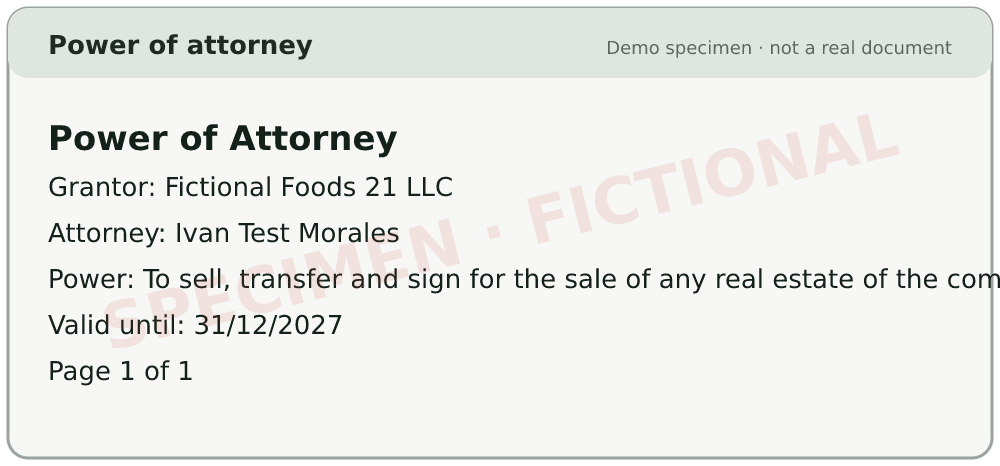 Power of attorney
Demo specimen · not a real document
Power of Attorney
Grantor: Fictional Foods 21 LLC
Attorney: Ivan Test Morales
Power: To sell, transfer and sign for the sale of any real estate of the
Valid until: 31/12/2027
Page 1 of 1
SPECIMEN · FICTIONAL